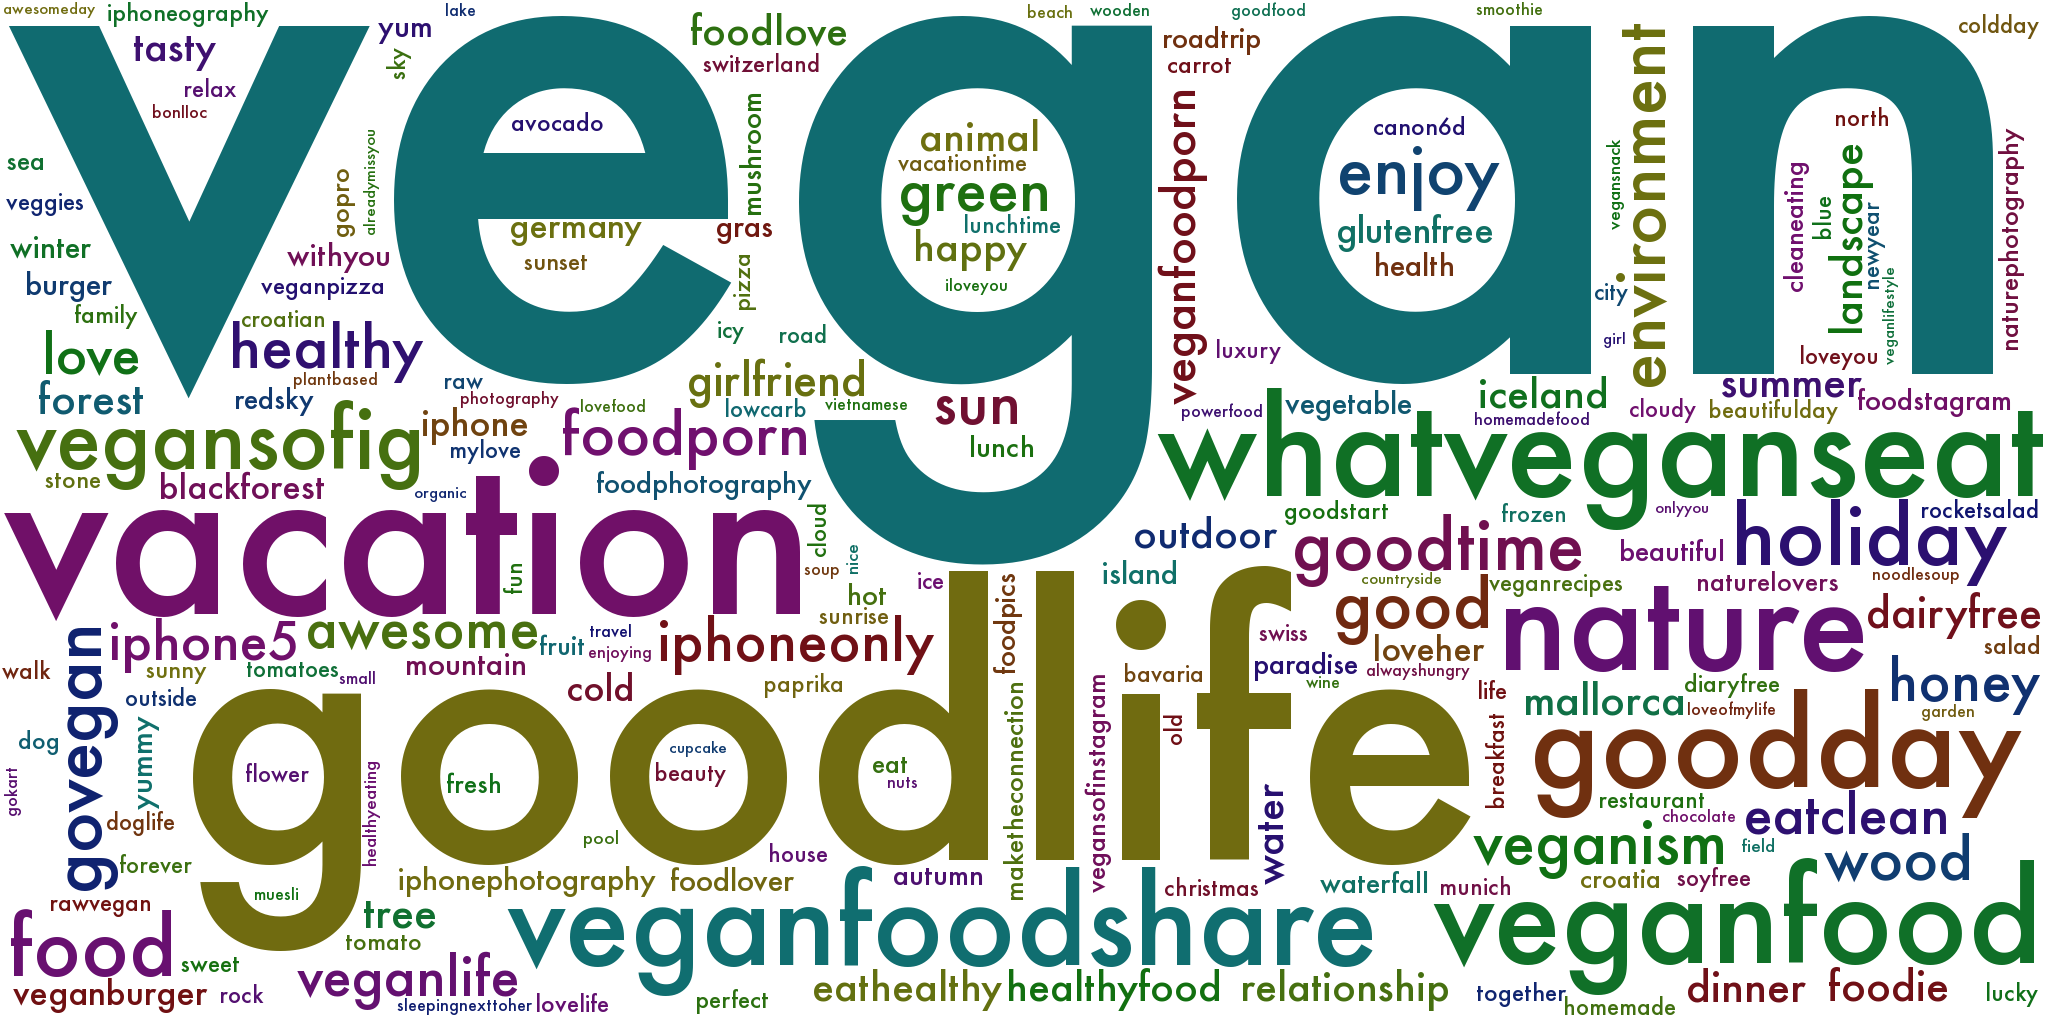 awesomeday
iphoneography
tasty
relax
bonlloc
yum
lake
sky
foodlove
switzerland
beach
wooden
goodfood
smoothie
roadtrip
carrot
coldday
vegan
avocado
animal
vacationtime
green
lunchtime
happy
iloveyou
canon6d
enjoy
glutenfree
health
north
cleaneating
blue
landscape
newyear
veganlifestyle
loveyou
naturephotography
environment
vegansnack
city
girl
veganfoodporn
mushroom
gras
pizza
icy
road
germany
sunset
gopro
alreadymissyou
withyou
veganpizza
croatian
healthy
plantbased
redsky
sea
veggies
winter
burger
family
love
forest
raw
photography
girlfriend
lowcarb
vietnamese
lovefood
sun
lunch
luxury
powerfood
vegetable
iceland
homemadefood
cloudy
summer
beautifulday
foodstagram
vegansofig
iphone
mylove
foodporn
stone
blackforest
organic
foodphotography
whatveganseat
vacation
fun
cloud
nice
soup
hot
ice
sunrise
outdoor
island
goodstart
frozen
onlyyou
rocketsalad
goodtime
beautiful
holiday
countryside
veganrecipes
naturelovers
noodlesoup
iphone5
awesome
fruit
travel
enjoying
iphoneonly
foodpics
swiss
good
loveher
nature
dairyfree
salad
walk
sunny
tomatoes
small
mountain
cold
paprika
bavaria
paradise
alwayshungry
wine
life
mallorca
diaryfree
loveofmylife
honey
garden
govegan
outside
yummy
dog
gokart
doglife
forever
rawvegan
goodlife
flower
healthyeating
fresh
cupcake
beauty
eat
nuts
maketheconnection
vegansofinstagram
old
water
breakfast
goodday
restaurant
chocolate
eatclean
pool
house
muesli
iphonephotography
foodlover
autumn
christmas
waterfall
munich
veganism
field
croatia
soyfree
wood
food
sweet
tree
tomato
veganfoodshare
veganfood
veganburger
rock
veganlife
sleepingnexttoher
lovelife
perfect
eathealthy
healthyfood
relationship
together
homemade
dinner
foodie
lucky